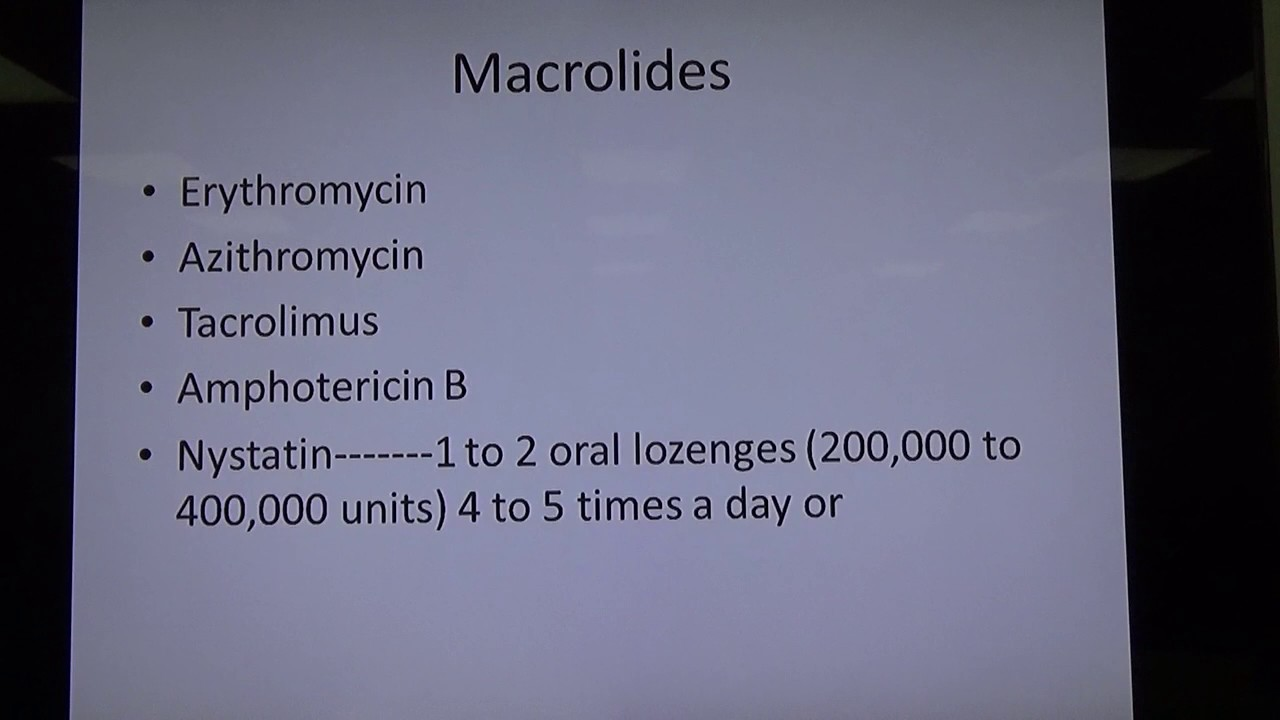 Macrolides
• Erythromycin
• Azithromycin
• Tacrolimus
• Amphotericin B
• Nystatin-------1 to 2 oral lozenges (200,000 to
400,000 units) 4 to 5 times a day or